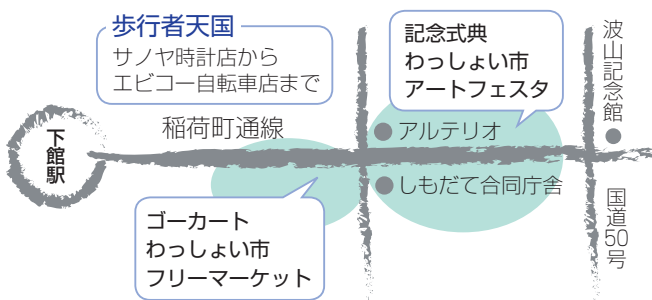 歩行者天国
サノヤ時計店から
エビコー自転車店まで
記念式典
わっしょい市
アートフェスタ
波山記念館
稲荷町通線
アルテリオ
下館駅
しもだて合同庁舎
国道50号
ゴーカート
わっしょい市
フリーマーケット